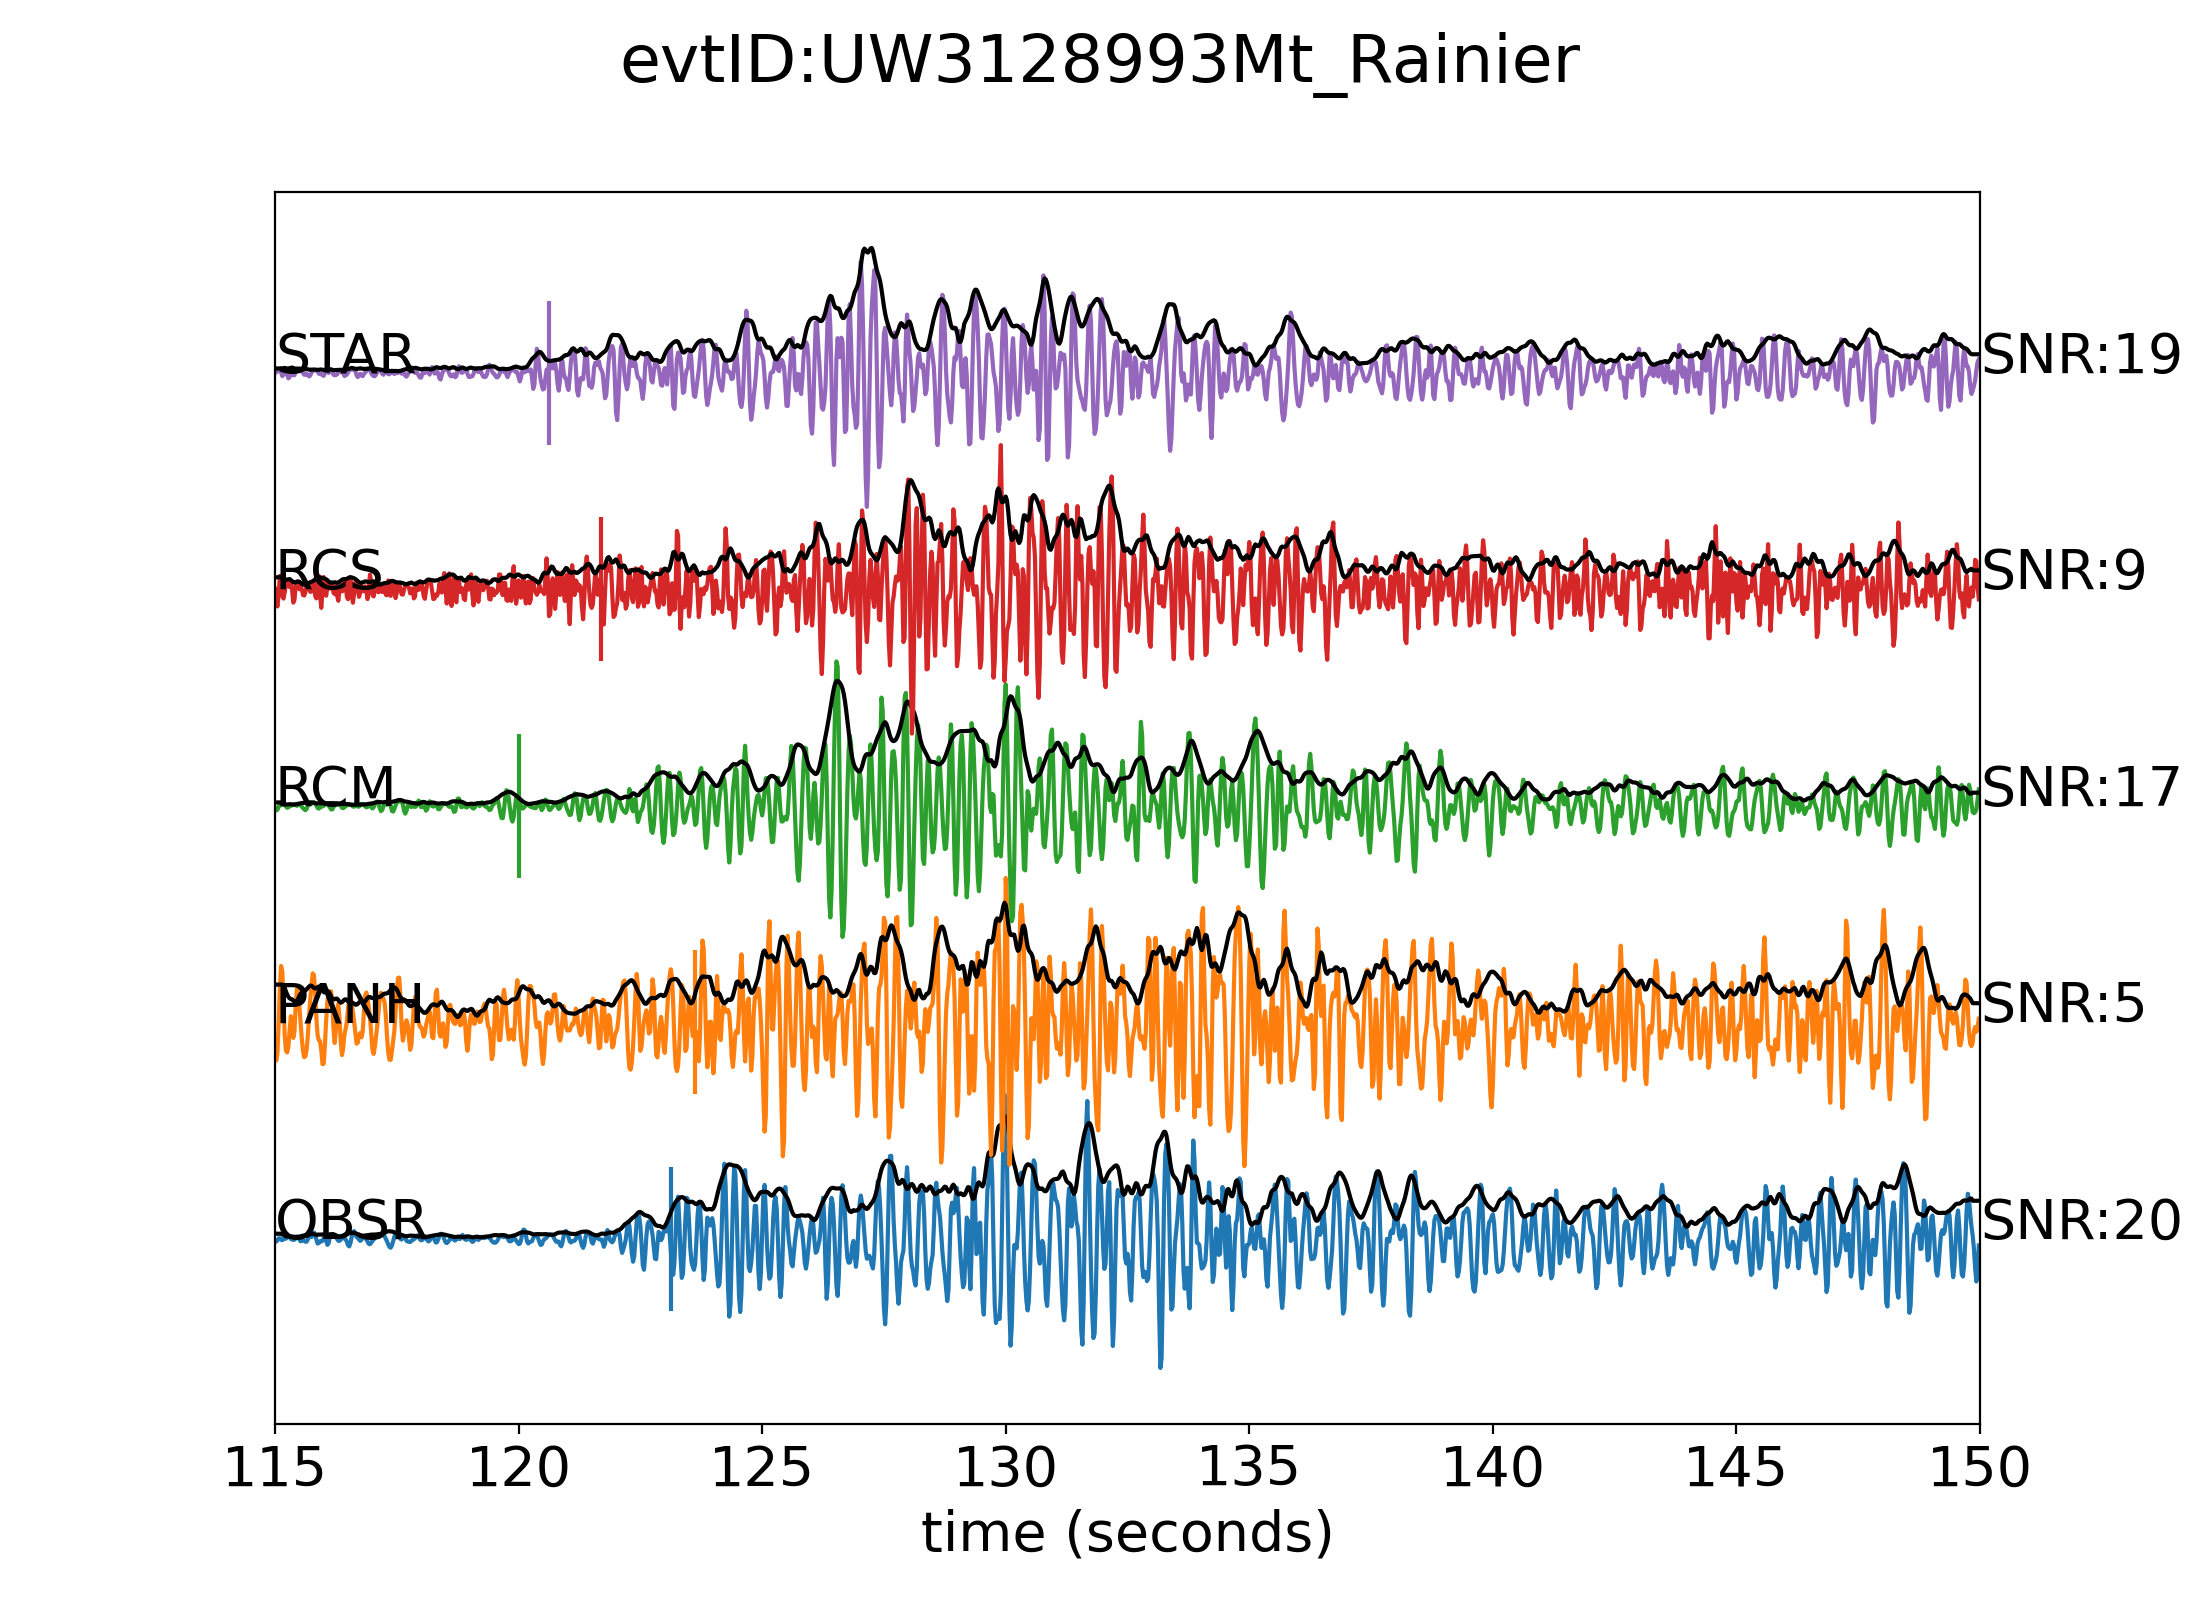 evtID:UW3128993Mt_Rainier
STAR SNR:19
RCS SNR:9
RCM SNR:17
PANH SNR:5
OBSR SNR:20
115 120 125 130 135 140 145 150
time (seconds)